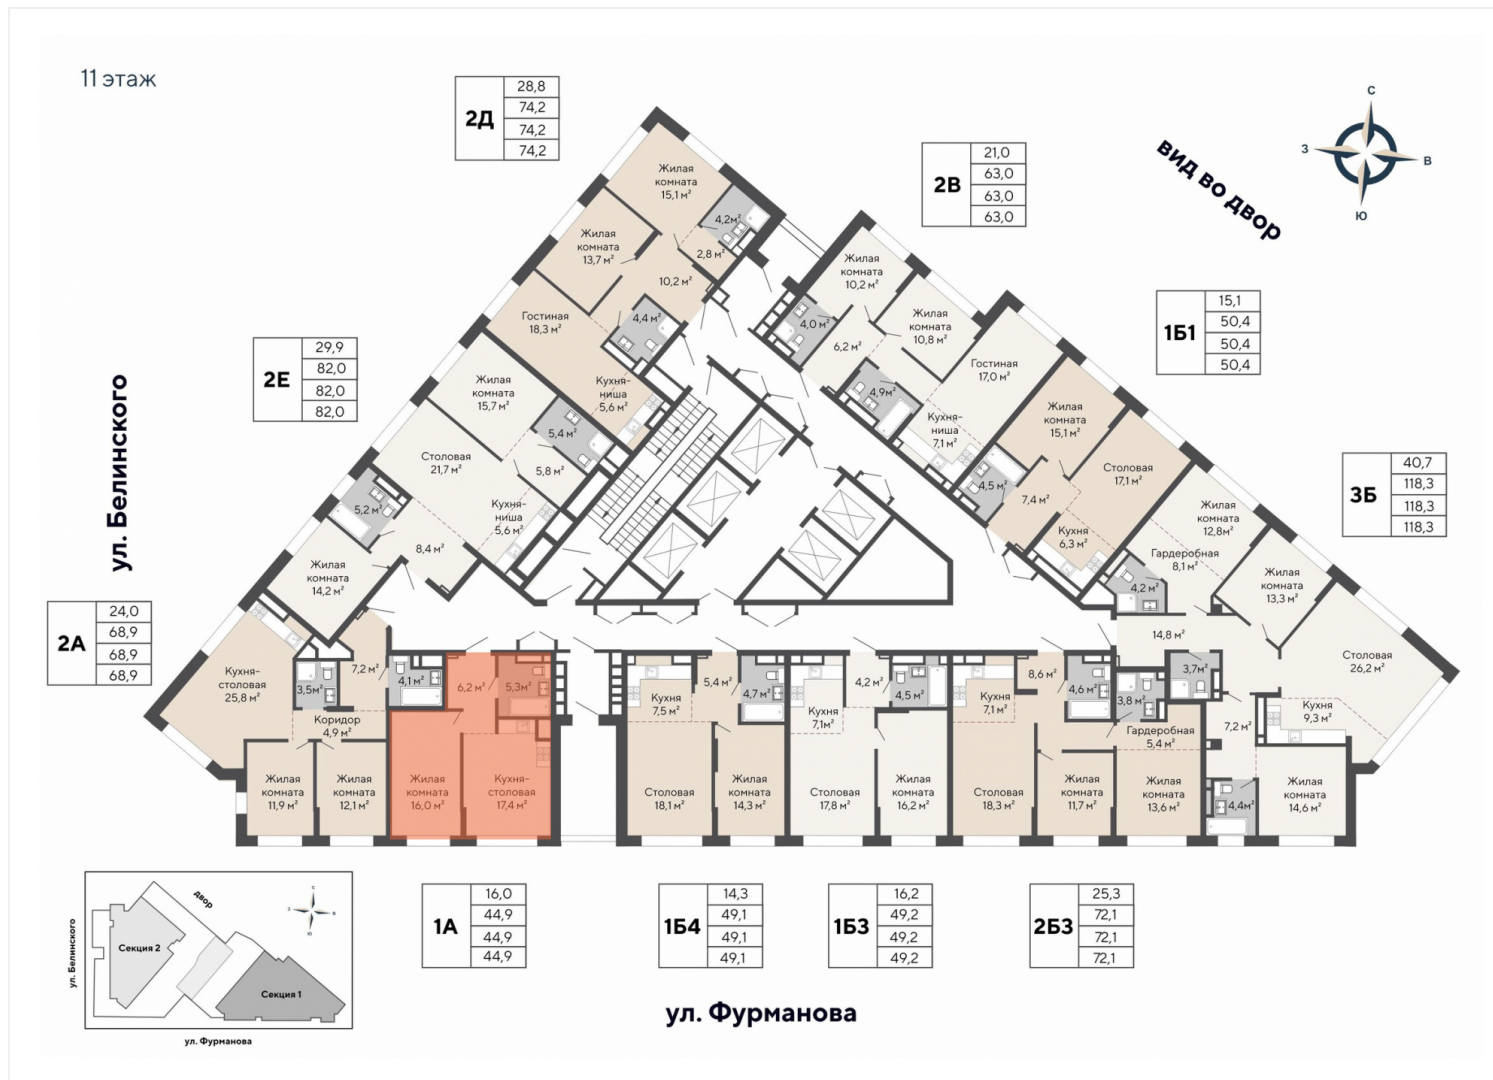 11 этаж
2Д
28,8
74,2
74,2
74,2
2В
21,0
63,0
63,0
63,0
С
З
В
Ю
вид во двор
1Б1
15,1
50,4
50,4
50,4
2Е
29,9
82,0
82,0
82,0
3Б
40,7
118,3
118,3
118,3
2А
24,0
68,9
68,9
68,9
ул. Белинского
Жилая
комната
15,1 м²
4,2м²
2,8 м²
Жилая
комната
13,7 м²
10,2 м²
Гостиная
18,3 м²
4,4 м²
Кухня-
ниша
5,6 м²
Жилая
комната
15,7 м²
5,4 м²
5,8 м²
Столовая
21,7 м²
Кухня-
ниша
5,6 м²
5,2 м²
8,4 м²
Жилая
комната
14,2 м²
Кухня-
столовая
25,8 м²
3,5м²
7,2 м²
4,1 м²
Коридор
4,9 м²
Жилая
комната
11,9 м²
Жилая
комната
12,1 м²
6,2 м²
5,3м²
Жилая
комната
16,0 м²
Кухня-
столовая
17,4 м²
Кухня
7,5 м²
5,4 м²
4,7 м²
Столовая
18,1 м²
Жилая
комната
14,3 м²
Кухня
7,1м²
4,2 м²
4,5 м²
Столовая
17,8 м²
Жилая
комната
16,2 м²
Кухня
7,1 м²
8,6 м²
4,6 м²
Столовая
18,3 м²
Жилая
комната
11,7 м²
3,8 м²
Гардеробная
5,4 м²
Жилая
комната
13,6 м²
3,7м²
7,2 м²
4,4м²
Жилая
комната
14,6 м²
Кухня
9,3 м²
Столовая
26,2 м²
14,8 м²
Жилая
комната
13,3 м²
Жилая
комната
12,8м²
Гардеробная
8,1 м²
4,2 м²
Жилая
комната
10,2 м²
4,0 м²
6,2 м²
Жилая
комната
10,8 м²
Гостиная
17,0 м²
4,9м²
Кухня-
ниша
7,1 м²
Жилая
комната
15,1 м²
Столовая
17,1 м²
4,5 м²
7,4 м²
Кухня
6,3 м²
1А
16,0
44,9
44,9
44,9
1Б4
14,3
49,1
49,1
49,1
1Б3
16,2
49,2
49,2
49,2
2Б3
25,3
72,1
72,1
72,1
ул. Фурманова
двор
с
з
в
ю
Секция 2
Секция 1
ул. Белинского
ул. Фурманова